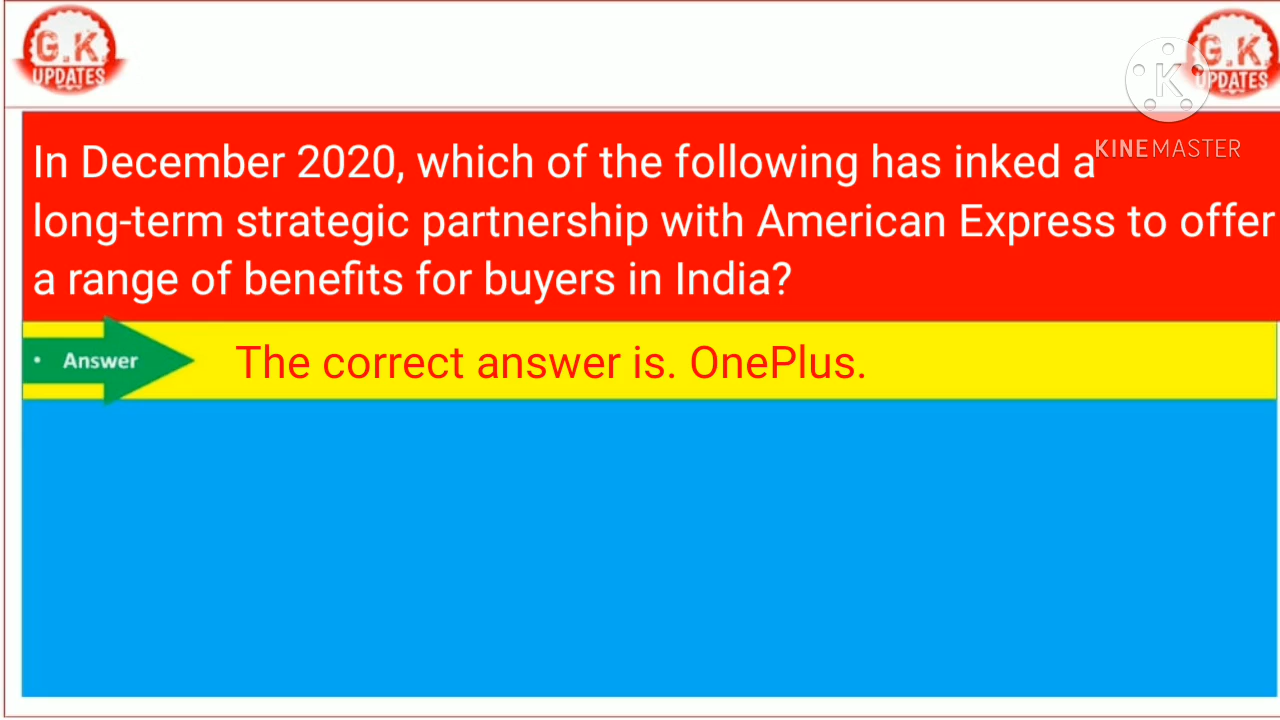 G.K.
UPDATES
G.K.
UPDATES
K
KINEMASTER
In December 2020, which of the following has inked a
long-term strategic partnership with American Express to offer
a range of benefits for buyers in India?
• Answer
The correct answer is. OnePlus.